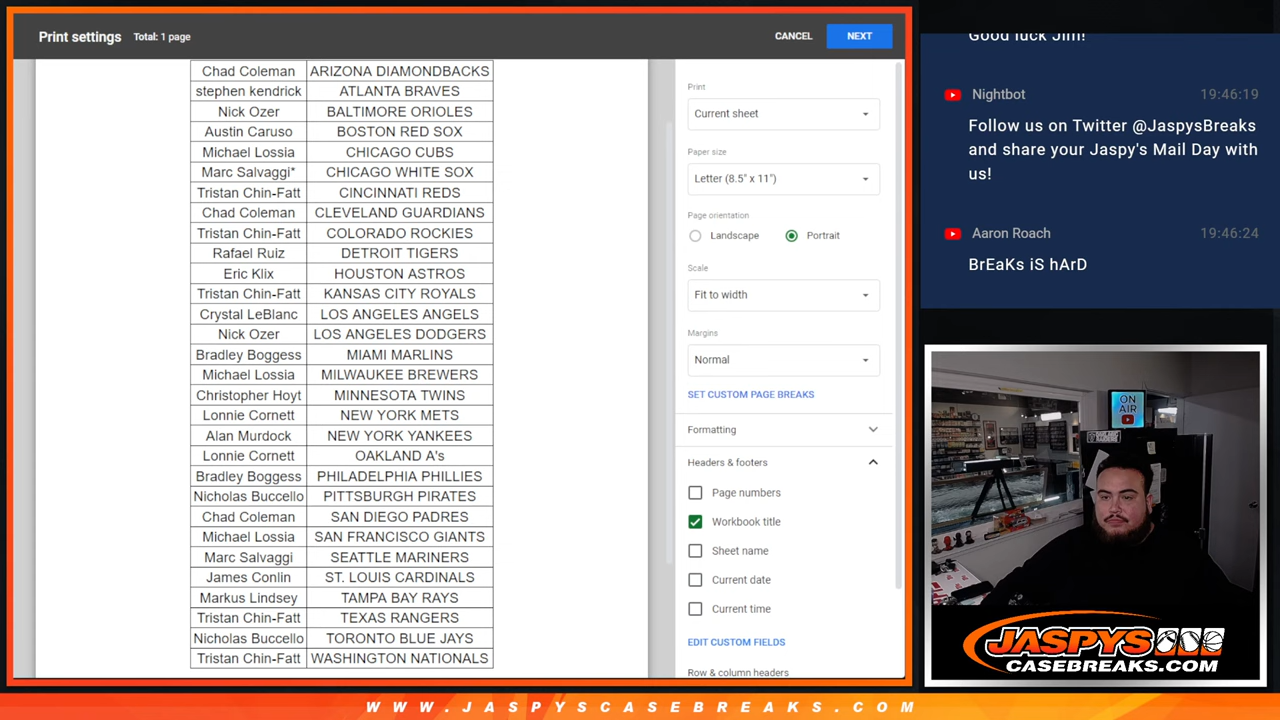 Print settings Total: 1 page
CANCEL NEXT
Chad Coleman ARIZONA DIAMONDBACKS
stephen kendrick ATLANTA BRAVES
Nick Ozer BALTIMORE ORIOLES
Austin Caruso BOSTON RED SOX
Michael Lossia CHICAGO CUBS
Marc Salvaggi* CHICAGO WHITE SOX
Tristan Chin-Fatt CINCINNATI REDS
Chad Coleman CLEVELAND GUARDIANS
Tristan Chin-Fatt COLORADO ROCKIES
Rafael Ruiz DETROIT TIGERS
Eric Klix HOUSTON ASTROS
Tristan Chin-Fatt KANSAS CITY ROYALS
Crystal LeBlanc LOS ANGELES ANGELS
Nick Ozer LOS ANGELES DODGERS
Bradley Boggess MIAMI MARLINS
Michael Lossia MILWAUKEE BREWERS
Christopher Hoyt MINNESOTA TWINS
Lonnie Cornett NEW YORK METS
Alan Murdock NEW YORK YANKEES
Lonnie Cornett OAKLAND A's
Bradley Boggess PHILADELPHIA PHILLIES
Nicholas Buccello PITTSBURGH PIRATES
Chad Coleman SAN DIEGO PADRES
Michael Lossia SAN FRANCISCO GIANTS
Marc Salvaggi SEATTLE MARINERS
James Conlin ST. LOUIS CARDINALS
Markus Lindsey TAMPA BAY RAYS
Tristan Chin-Fatt TEXAS RANGERS
Nicholas Buccello TORONTO BLUE JAYS
Tristan Chin-Fatt WASHINGTON NATIONALS
Print
Current sheet
Paper size
Letter (8.5" x 11")
Page orientation
Landscape Portrait
Scale
Fit to width
Margins
Normal
SET CUSTOM PAGE BREAKS
Formatting
Headers & footers
Page numbers
Workbook title
Sheet name
Current date
Current time
EDIT CUSTOM FIELDS
Row & column headers
Good luck Jim!
Nightbot 19:46:19
Follow us on Twitter @JaspysBreaks
and share your Jaspy's Mail Day with
us!
Aaron Roach 19:46:24
BrEaKs iS hArD
ON
AIR
JASPYS
CASEBREAKS.COM
WWW.JASPYSCASEBREAKS.COM